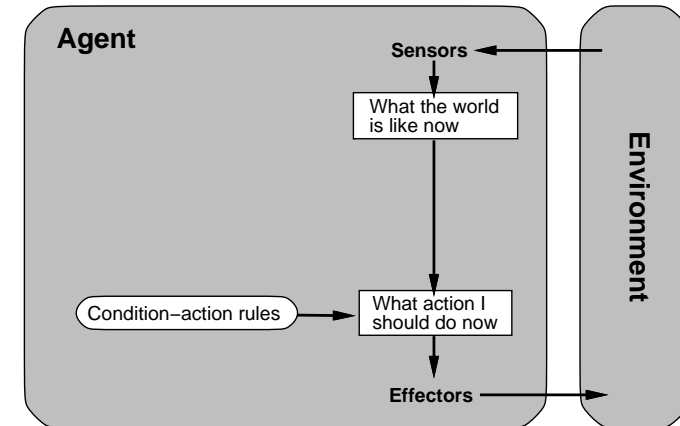 Agent
Sensors
What the world
is like now
Environment
Condition−action rules
What action I
should do now
Effectors